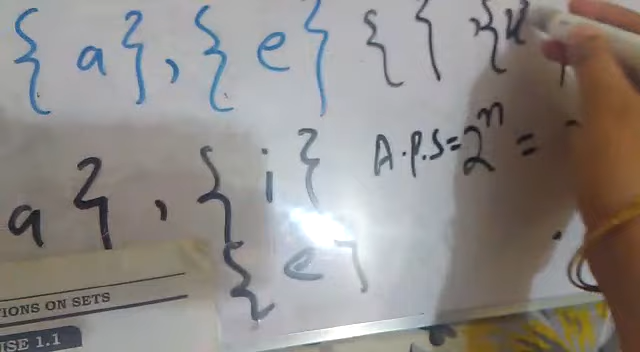 {a}, {e} { } , {
A.P.S = 2ⁿ =
a}, {i}
{e}
IONS ON SETS
ISE 1.1